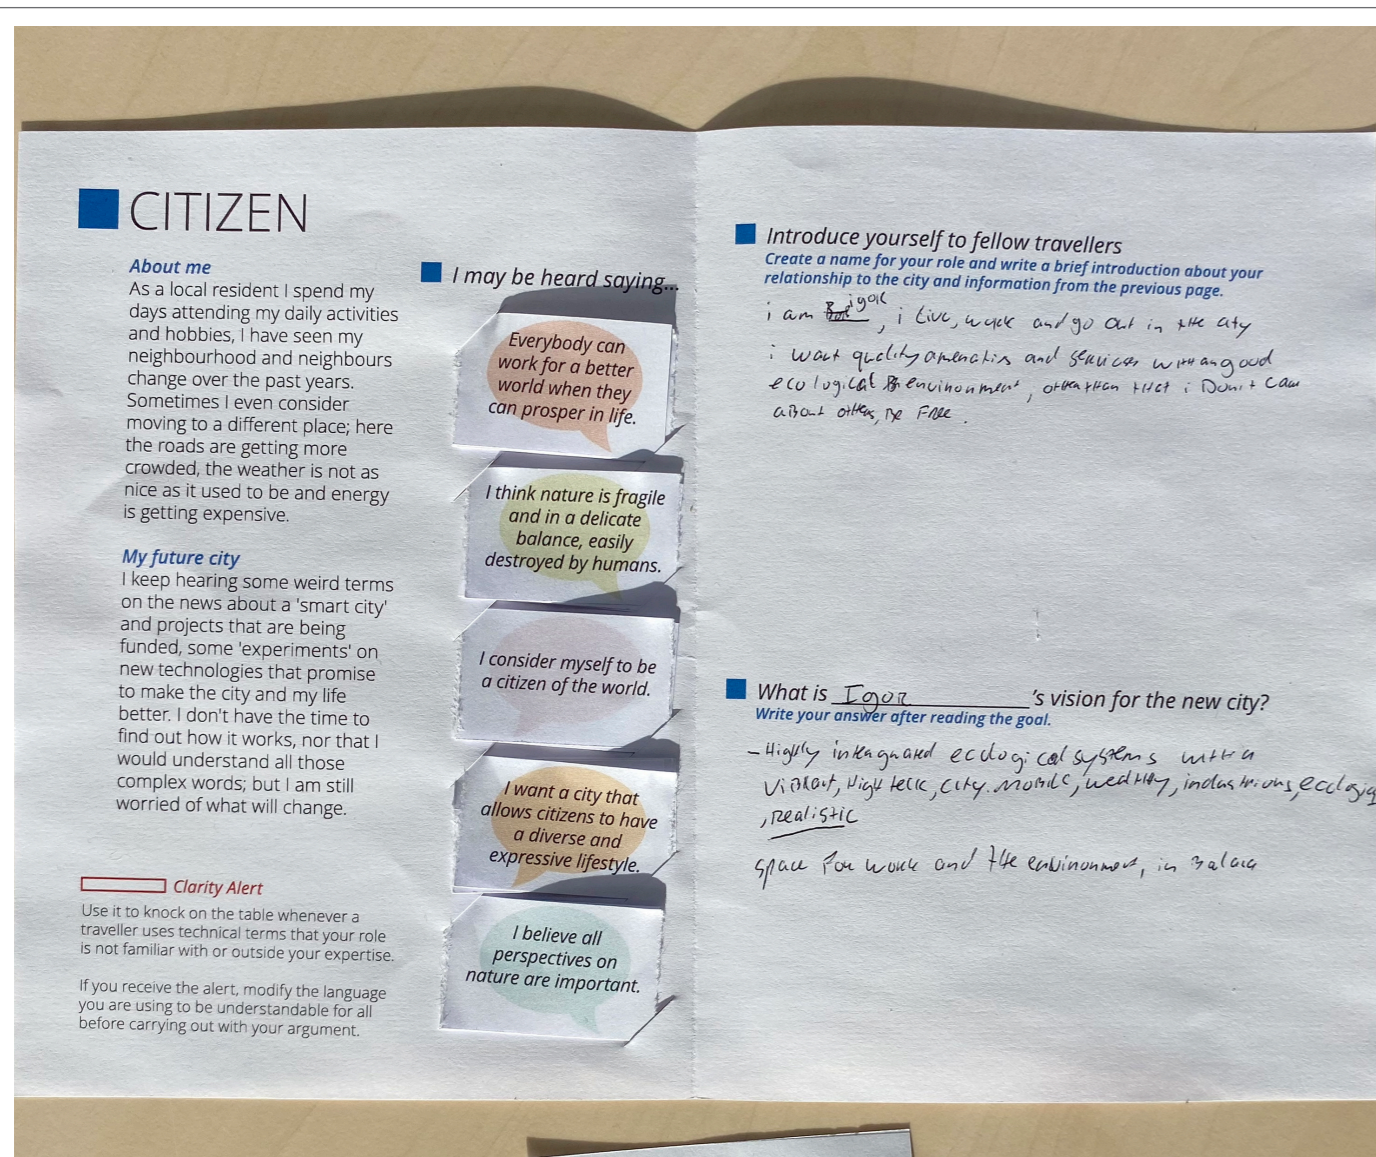 CITIZEN
About me
As a local resident I spend my
days attending my daily activities
and hobbies, I have seen my
neighbourhood and neighbours
change over the past years.
Sometimes I even consider
moving to a different place; here
the roads are getting more
crowded, the weather is not as
nice as it used to be and energy
is getting expensive.
My future city
I keep hearing some weird terms
on the news about a 'smart city'
and projects that are being
funded, some 'experiments' on
new technologies that promise
to make the city and my life
better. I don't have the time to
find out how it works, nor that I
would understand all those
complex words; but I am still
worried of what will change.
Clarity Alert
Use it to knock on the table whenever a
traveller uses technical terms that your role
is not familiar with or outside your expertise.
If you receive the alert, modify the language
you are using to be understandable for all
before carrying out with your argument.
I may be heard saying...
Everybody can
work for a better
world when they
can prosper in life.
I think nature is fragile
and in a delicate
balance, easily
destroyed by humans.
I consider myself to be
a citizen of the world.
I want a city that
allows citizens to have
a diverse and
expressive lifestyle.
I believe all
perspectives on
nature are important.
Introduce yourself to fellow travellers
Create a name for your role and write a brief introduction about your
relationship to the city and information from the previous page.
i am igor, i live, work and go out in the city
i want quality and services good
ecological environment, that i Don't care
about others, Be FREE.
What is Igor's vision for the new city?
Write your answer after reading the goal.
- Highly ecological systems with a
High tech, city, industrious,
, realistic
space for work and the environment, in